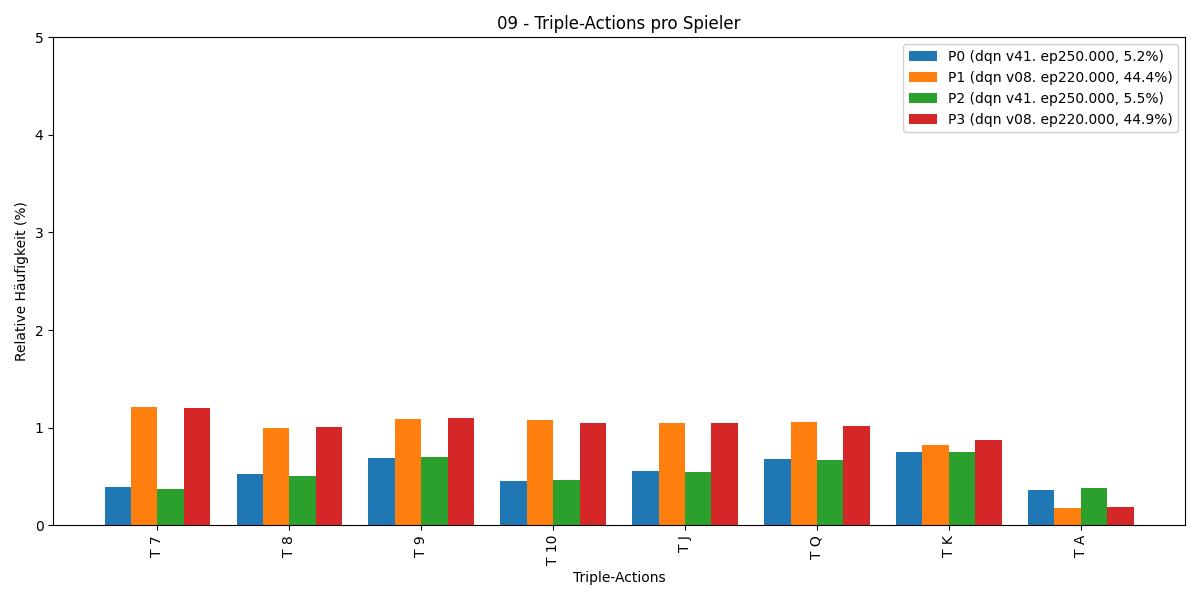 09 - Triple-Actions pro Spieler
P0 (dqn v41. ep250.000, 5.2%)
P1 (dqn v08. ep220.000, 44.4%)
P2 (dqn v41. ep250.000, 5.5%)
P3 (dqn v08. ep220.000, 44.9%)
Relative Häufigkeit (%)
5
4
3
2
1
0
T 7
T 8
T 9
T 10
T J
T Q
T K
T A
Triple-Actions